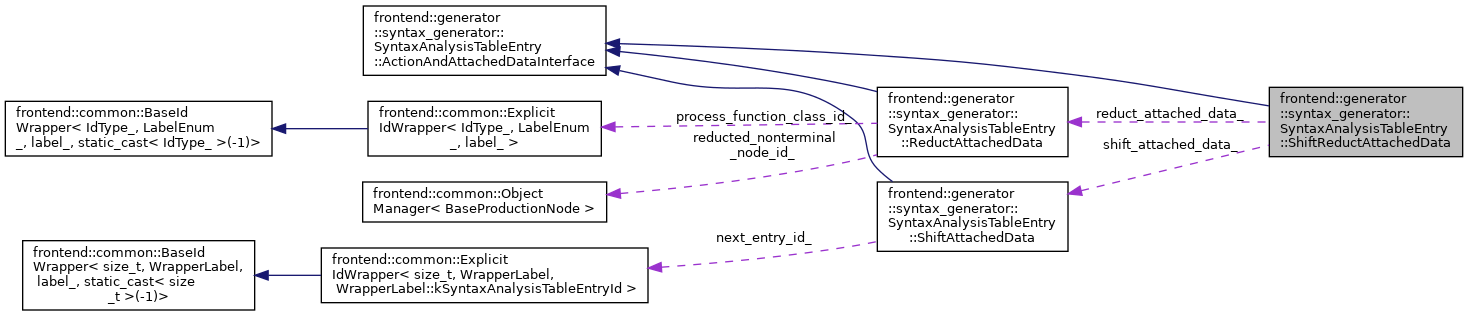 frontend::generator
::syntax_generator::
SyntaxAnalysisTableEntry
::ActionAndAttachedDataInterface
frontend::common::BaseId
Wrapper< IdType_, LabelEnum
_, label_, static_cast< IdType_ >(-1)>
frontend::common::Explicit
IdWrapper< IdType_, LabelEnum
_, label_ >
process_function_class_id_
reducted_nonterminal
_node_id_
frontend::generator
::syntax_generator::
SyntaxAnalysisTableEntry
::ReductAttachedData
reduct_attached_data_
shift_attached_data_
frontend::generator
::syntax_generator::
SyntaxAnalysisTableEntry
::ShiftReductAttachedData
frontend::common::Object
Manager< BaseProductionNode >
frontend::generator
::syntax_generator::
SyntaxAnalysisTableEntry
::ShiftAttachedData
next_entry_id_
frontend::common::BaseId
Wrapper< size_t, WrapperLabel,
label_, static_cast< size
_t >(-1)>
frontend::common::Explicit
IdWrapper< size_t, WrapperLabel,
WrapperLabel::kSyntaxAnalysisTableEntryId >